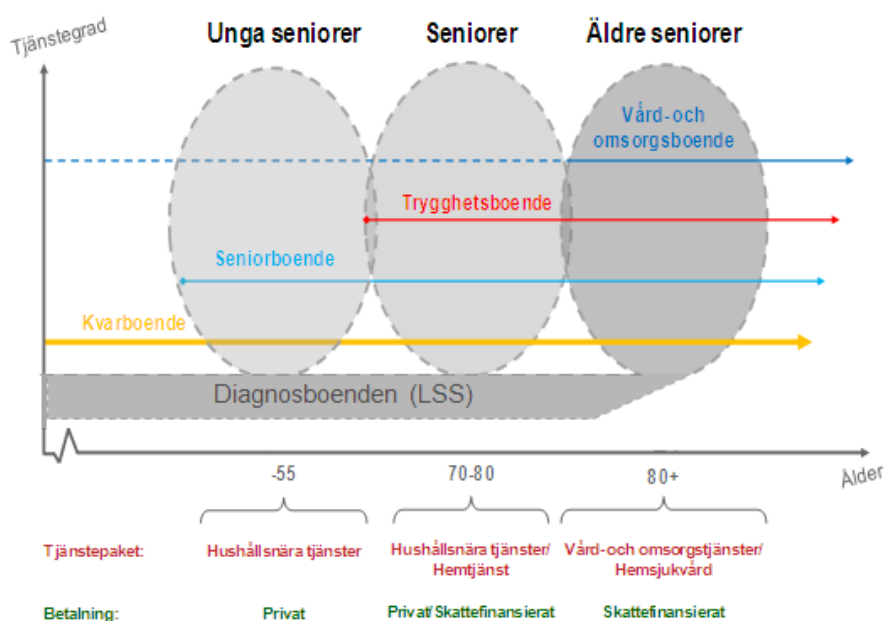 Tjänstegrad
Unga seniorer
Seniorer
Äldre seniorer
Vård- och
omsorgsboende
Trygghetsboende
Seniorboende
Kvarboende
Diagnosboenden (LSS)
-55
70-80
80+
Ålder
Tjänstepaket:
Hushållsnära tjänster
Hushållsnära tjänster/
Hemtjänst
Vård-och omsorgstjänster/
Hemsjukvård
Betalning:
Privat
Privat/Skattefinansierat
Skattefinansierat